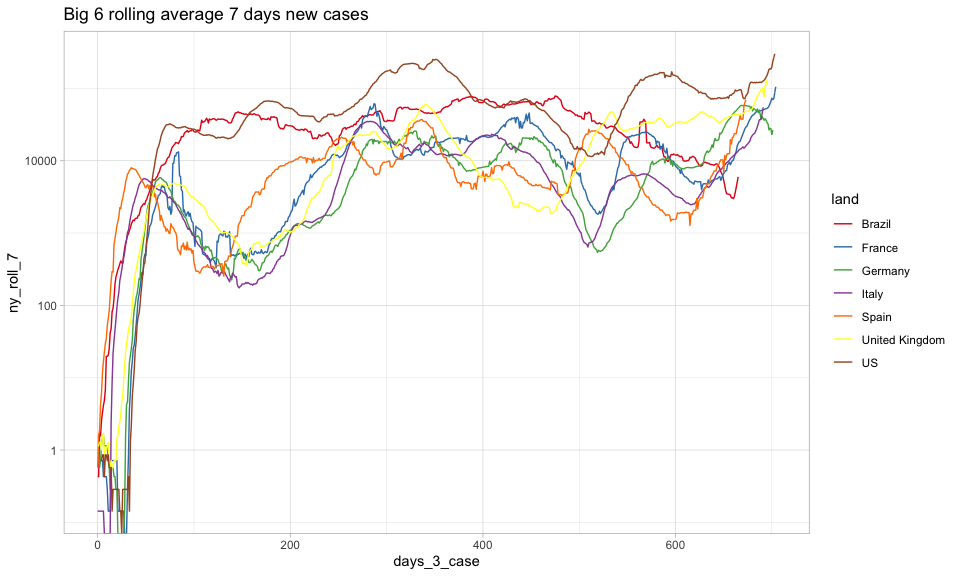 Big 6 rolling average 7 days new cases
ny_roll_7
10000
100
1
0
200
400
600
days_3_case
land
Brazil
France
Germany
Italy
Spain
United Kingdom
US